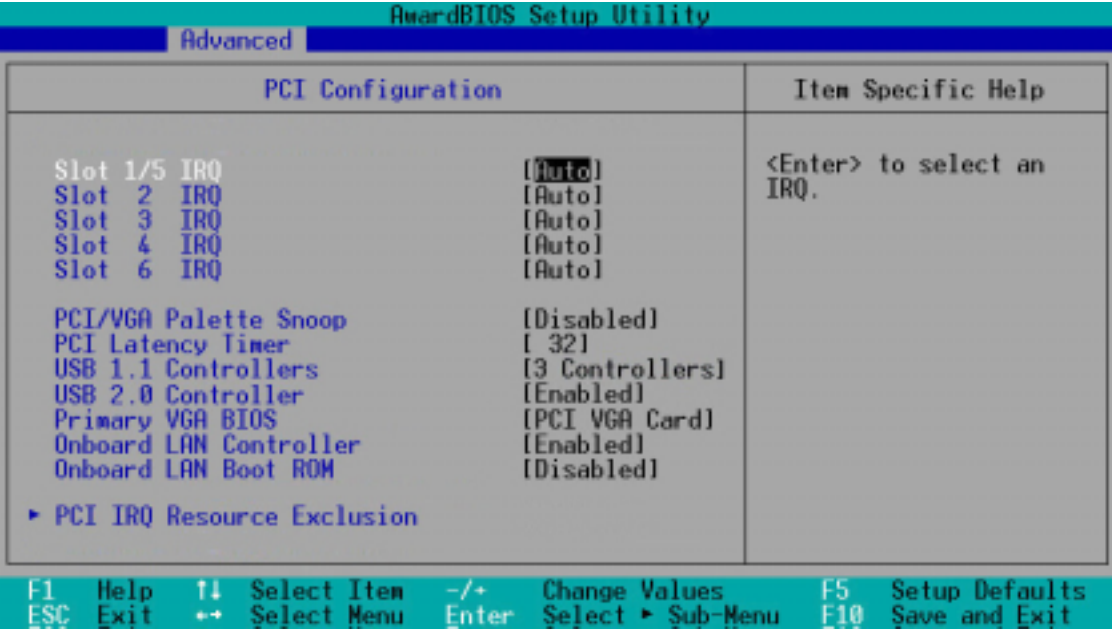 AwardBIOS Setup Utility
Advanced
PCI Configuration
Item Specific Help
Slot 1/5 IRQ [Auto]
Slot 2 IRQ [Auto]
Slot 3 IRQ [Auto]
Slot 4 IRQ [Auto]
Slot 6 IRQ [Auto]
<Enter> to select an
IRQ.
PCI/VGA Palette Snoop [Disabled]
PCI Latency Timer [ 32]
USB 1.1 Controllers [3 Controllers]
USB 2.0 Controller [Enabled]
Primary VGA BIOS [PCI VGA Card]
Onboard LAN Controller [Enabled]
Onboard LAN Boot ROM [Disabled]
► PCI IRQ Resource Exclusion
F1 Help ↑↓ Select Item -/+ Change Values F5 Setup Defaults
ESC Exit ←→ Select Menu Enter Select ► Sub-Menu F10 Save and Exit